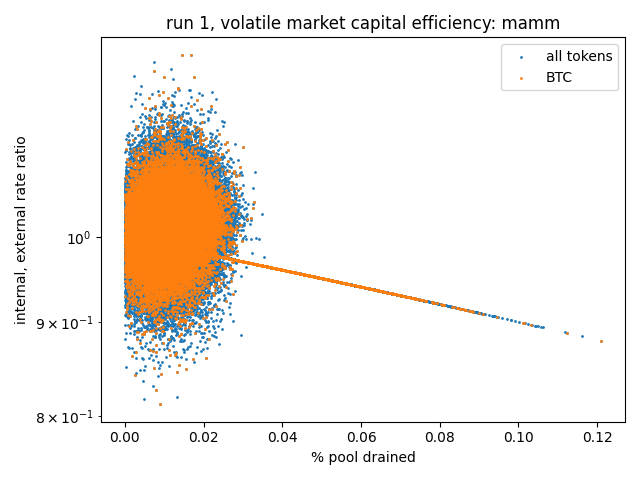 run 1, volatile market capital efficiency: mamm
all tokens
BTC
internal, external rate ratio
10⁰
9 × 10⁻¹
8 × 10⁻¹
0.00 0.02 0.04 0.06 0.08 0.10 0.12
% pool drained